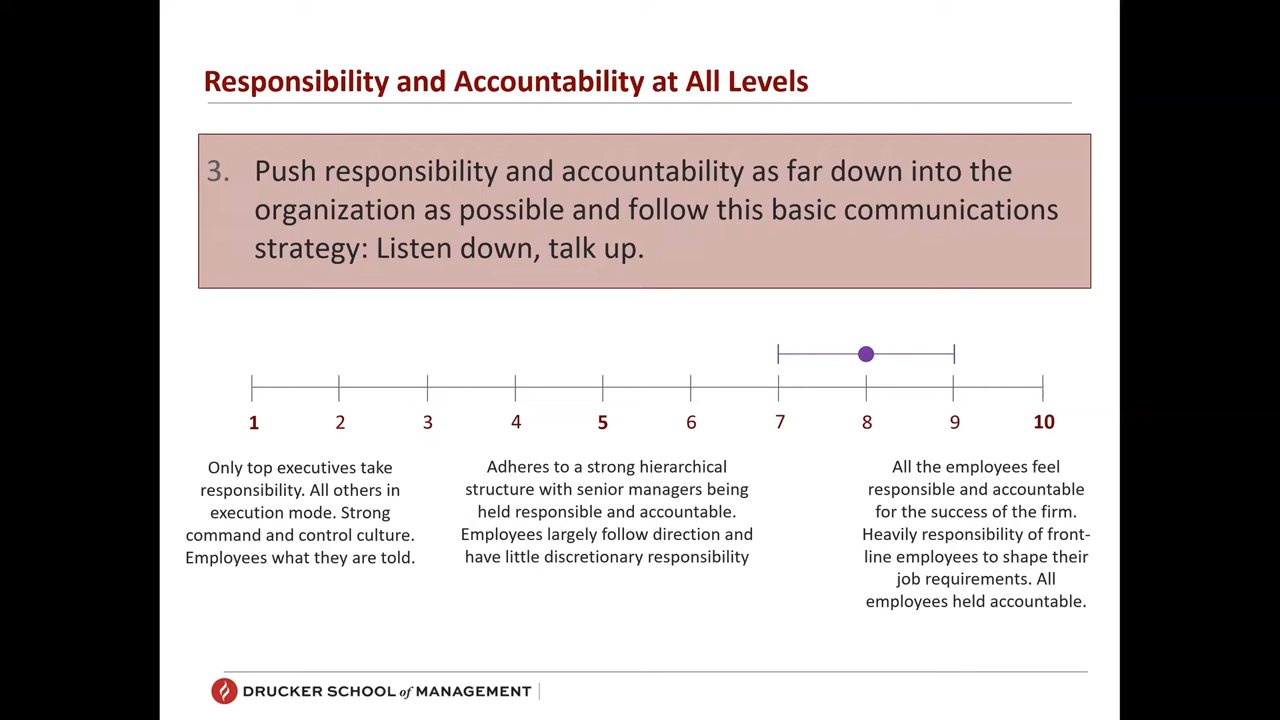 Responsibility and Accountability at All Levels
3. Push responsibility and accountability as far down into the
organization as possible and follow this basic communications
strategy: Listen down, talk up.
1 2 3 4 5 6 7 8 9 10
Only top executives take
responsibility. All others in
execution mode. Strong
command and control culture.
Employees what they are told.
Adheres to a strong hierarchical
structure with senior managers being
held responsible and accountable.
Employees largely follow direction and
have little discretionary responsibility
All the employees feel
responsible and accountable
for the success of the firm.
Heavily responsibility of front-
line employees to shape their
job requirements. All
employees held accountable.
DRUCKER SCHOOL of MANAGEMENT